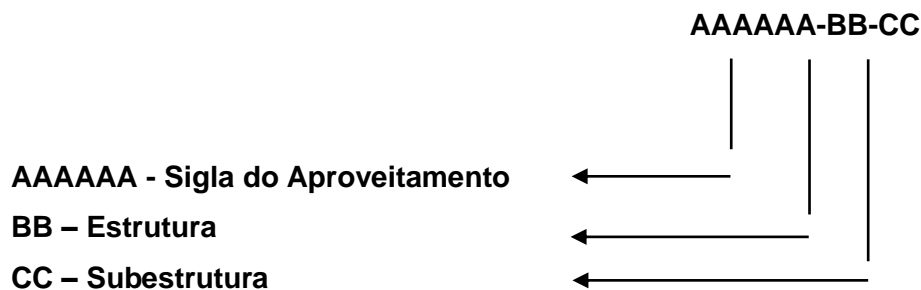 AAAAAA-BB-CC
AAAAAA - Sigla do Aproveitamento
BB – Estrutura
CC – Subestrutura